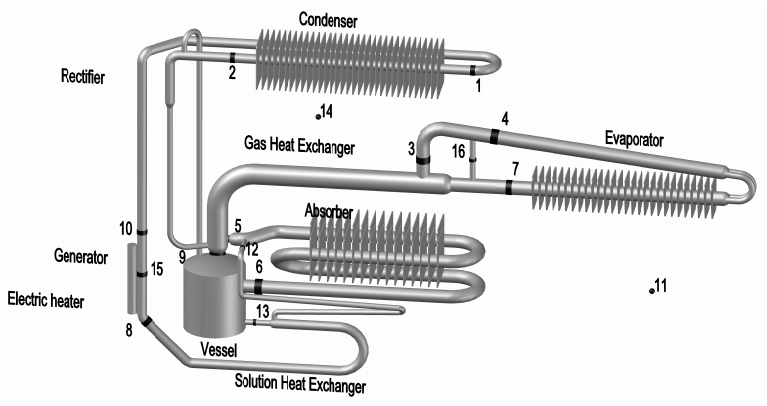 Condenser
Rectifier
2
1
14
4
Gas Heat Exchanger
3
16
Evaporator
7
Absorber
10
5
12
9
Generator
15
6
11
Electric heater
13
8
Vessel
Solution Heat Exchanger